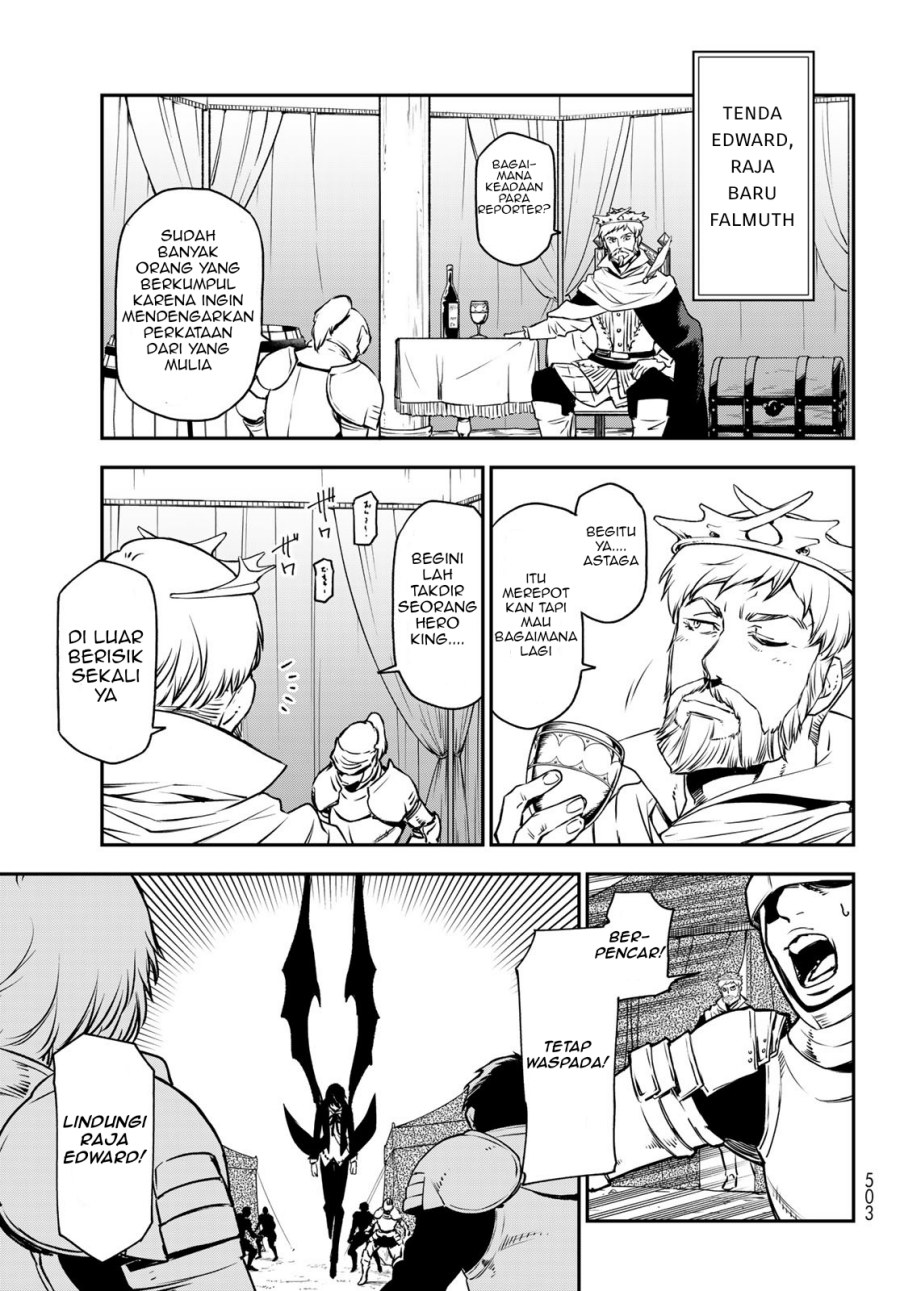 TENDA
EDWARD,
RAJA
BARU
FALMUTH
BAGAI-
MANA
KEADAAN
PARA
REPORTER?
SUDAH
BANYAK
ORANG YANG
BERKUMPUL
KARENA INGIN
MENDENGARKAN
PERKATAAN
DARI YANG
MULIA
BEGITU
YA....
ASTAGA
ITU
MEREPOT
KAN TAPI
MAU
BAGAIMANA
LAGI
BEGINI
LAH
TAKDIR
SEORANG
HERO
KING....
DI LUAR
BERISIK
SEKALI
YA
BER-
PENCAR!
TETAP
WASPADA!
LINDUNGI
RAJA
EDWARD!
503